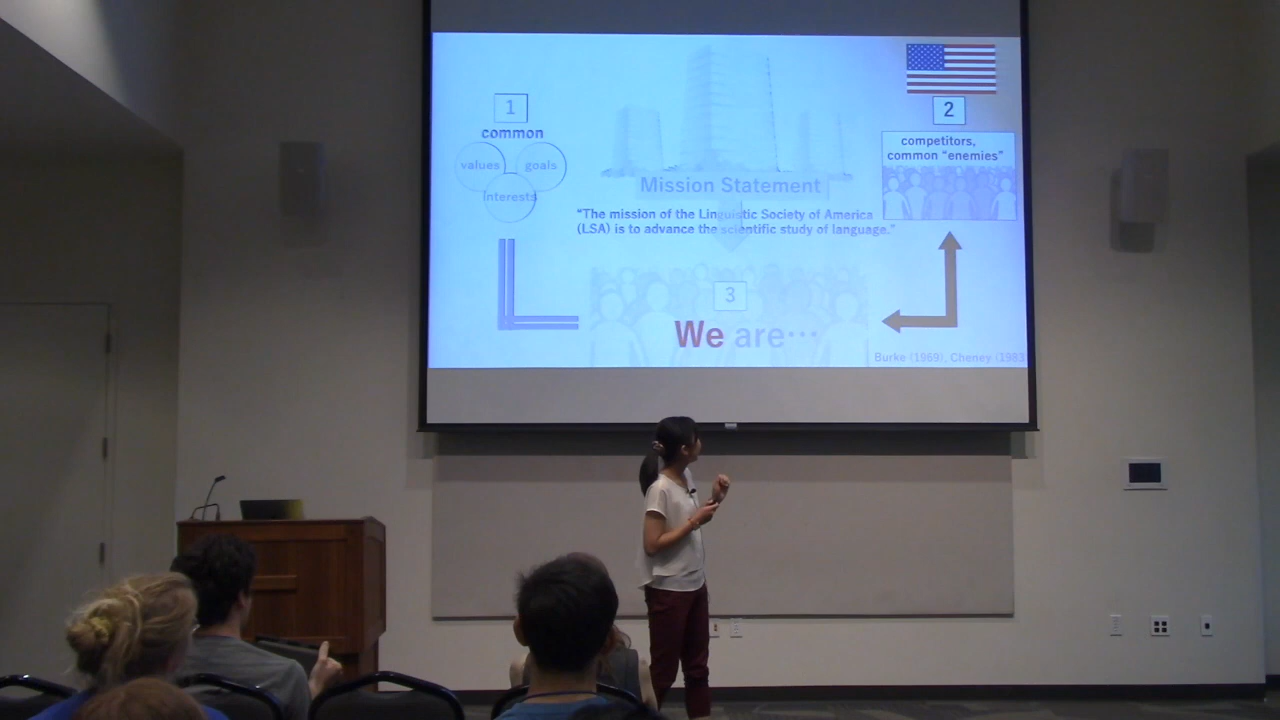 1
common
values
goals
interests
Mission Statement
"The mission of the Linguistic Society of America
(LSA) is to advance the scientific study of language."
3
We are…
2
competitors,
common "enemies"
Burke (1969), Cheney (1983